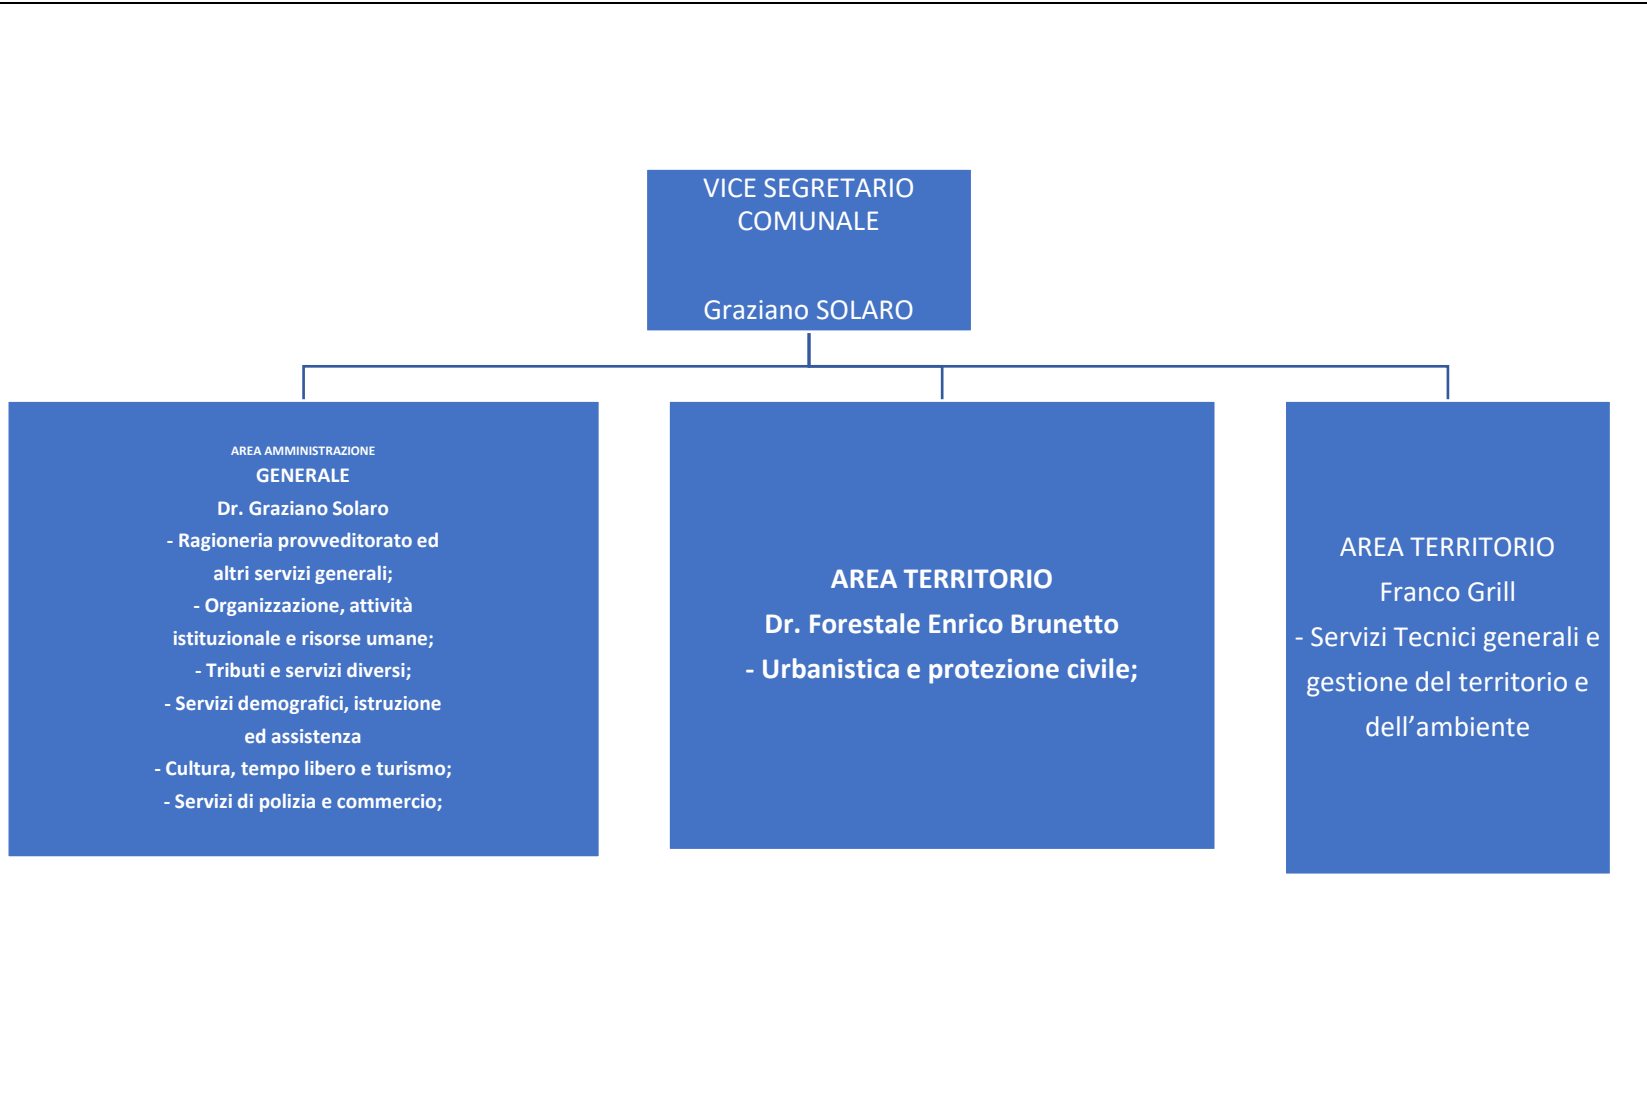 VICE SEGRETARIO
COMUNALE
Graziano SOLARO
AREA AMMINISTRAZIONE
GENERALE
Dr. Graziano Solaro
- Ragioneria provveditorato ed
altri servizi generali;
- Organizzazione, attività
istituzionale e risorse umane;
- Tributi e servizi diversi;
- Servizi demografici, istruzione
ed assistenza
- Cultura, tempo libero e turismo;
- Servizi di polizia e commercio;
AREA TERRITORIO
Dr. Forestale Enrico Brunetto
- Urbanistica e protezione civile;
AREA TERRITORIO
Franco Grill
- Servizi Tecnici generali e
gestione del territorio e
dell’ambiente